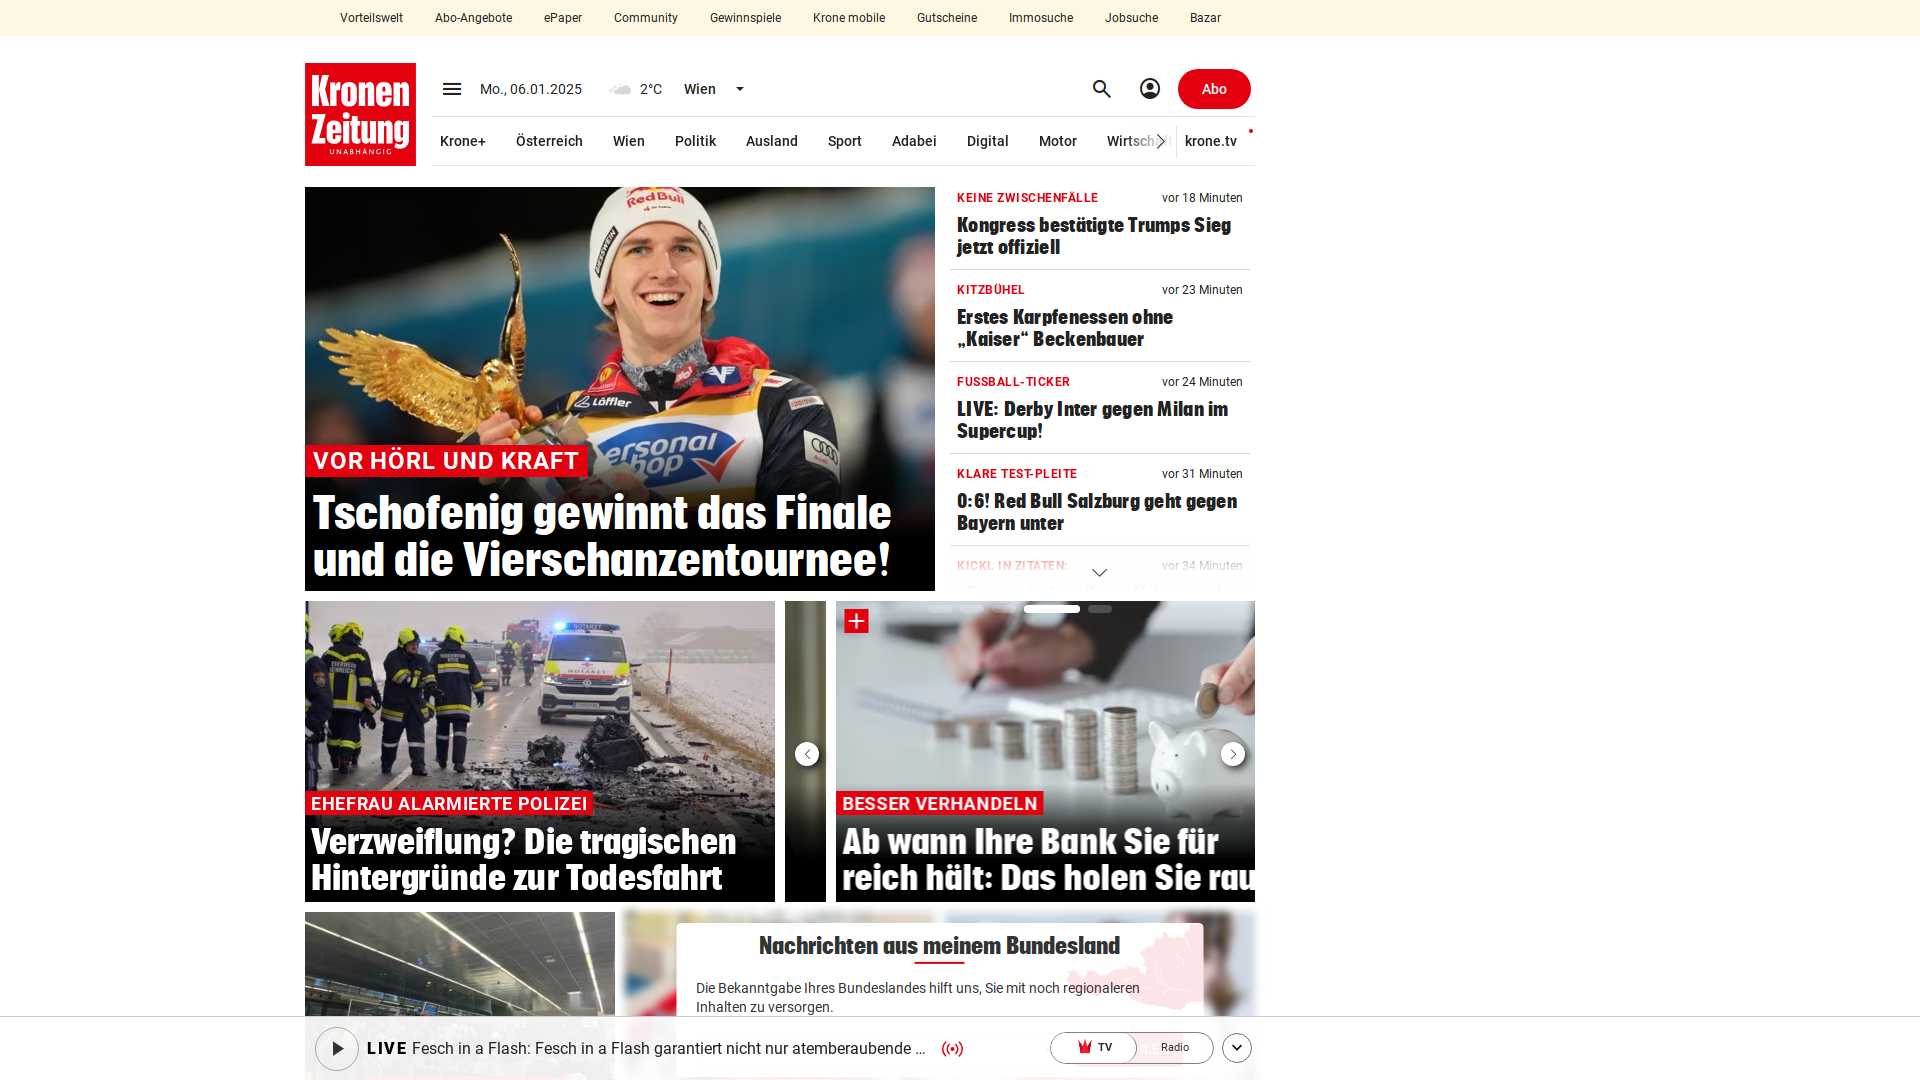 Vorteilswelt
Abo-Angebote
ePaper
Community
Gewinnspiele
Krone mobile
Gutscheine
Immosuche
Jobsuche
Bazar
Kronen
Zeitung
UNABHÄNGIG
Mo., 06.01.2025
2°C
Wien
Abo
Krone+
Österreich
Wien
Politik
Ausland
Sport
Adabei
Digital
Motor
Wirtschaft
krone.tv
RedBull
Löffler
VOR HÖRL UND KRAFT
Tschofenig gewinnt das Finale
und die Vierschanzentournee!
KEINE ZWISCHENFÄLLE
vor 18 Minuten
Kongress bestätigte Trumps Sieg
jetzt offiziell
KITZBÜHEL
vor 23 Minuten
Erstes Karpfenessen ohne
„Kaiser“ Beckenbauer
FUSSBALL-TICKER
vor 24 Minuten
LIVE: Derby Inter gegen Milan im
Supercup!
KLARE TEST-PLEITE
vor 31 Minuten
0:6! Red Bull Salzburg geht gegen
Bayern unter
KICKL IN ZITATEN:
vor 34 Minuten
NOTARZT
EHEFRAU ALARMIERTE POLIZEI
Verzweiflung? Die tragischen
Hintergründe zur Todesfahrt
BESSER VERHANDELN
Ab wann Ihre Bank Sie für
reich hält: Das holen Sie rau
Nachrichten aus meinem Bundesland
Die Bekanntgabe Ihres Bundeslandes hilft uns, Sie mit noch regionaleren
Inhalten zu versorgen.
LIVE Fesch in a Flash: Fesch in a Flash garantiert nicht nur atemberaubende ...
TV
Radio